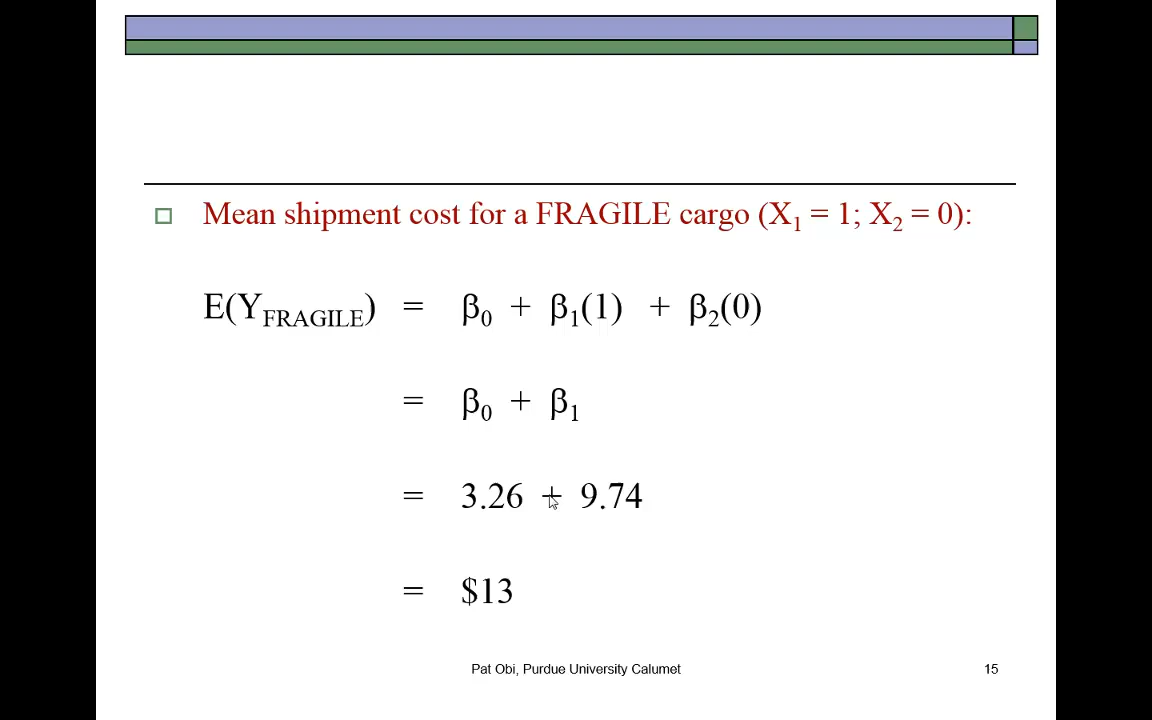 Mean shipment cost for a FRAGILE cargo (X₁ = 1; X₂ = 0):
E(Y_FRAGILE) = β₀ + β₁(1) + β₂(0)
= β₀ + β₁
= 3.26 + 9.74
= $13
Pat Obi, Purdue University Calumet 15